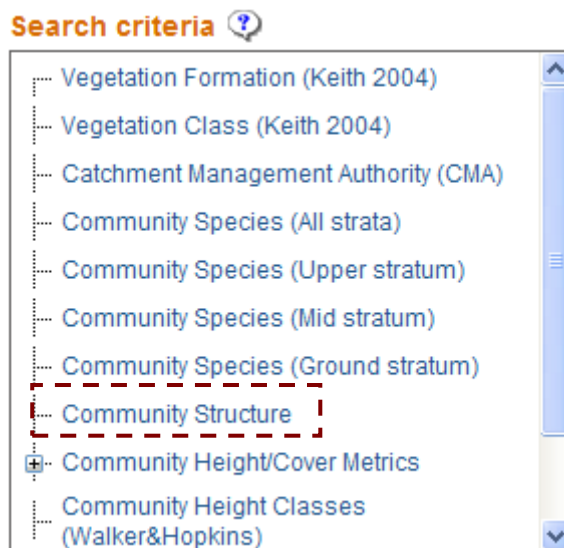 Search criteria ?
Vegetation Formation (Keith 2004)
Vegetation Class (Keith 2004)
Catchment Management Authority (CMA)
Community Species (All strata)
Community Species (Upper stratum)
Community Species (Mid stratum)
Community Species (Ground stratum)
Community Structure
Community Height/Cover Metrics
Community Height Classes
(Walker&Hopkins)